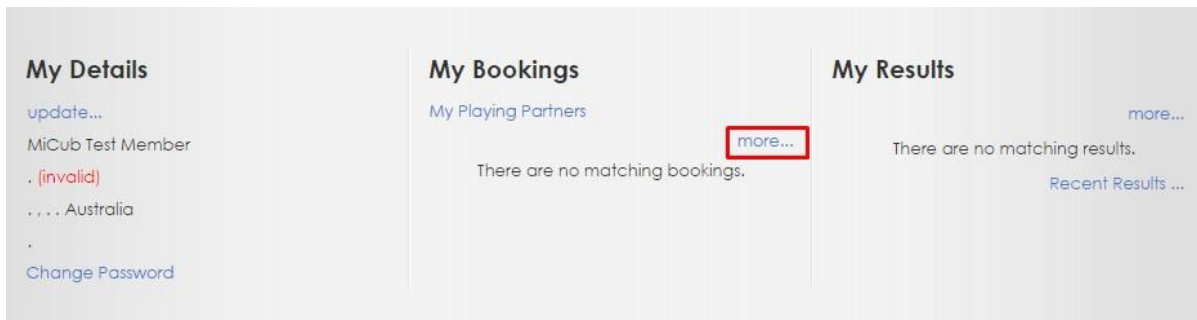 My Details
update...
MiCub Test Member
. (invalid)
. , . . Australia
.
Change Password
My Bookings
My Playing Partners
more...
There are no matching bookings.
My Results
more...
There are no matching results.
Recent Results ...